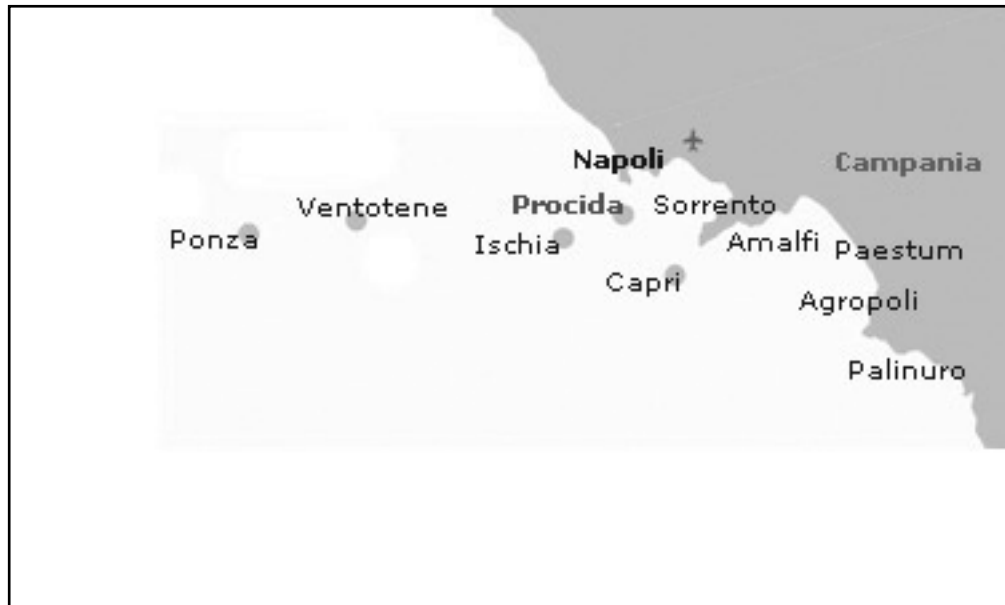 Napoli
Campania
Ventotene
Procida
Sorrento
Ponza
Ischia
Amalfi
Paestum
Capri
Agropoli
Palinuro